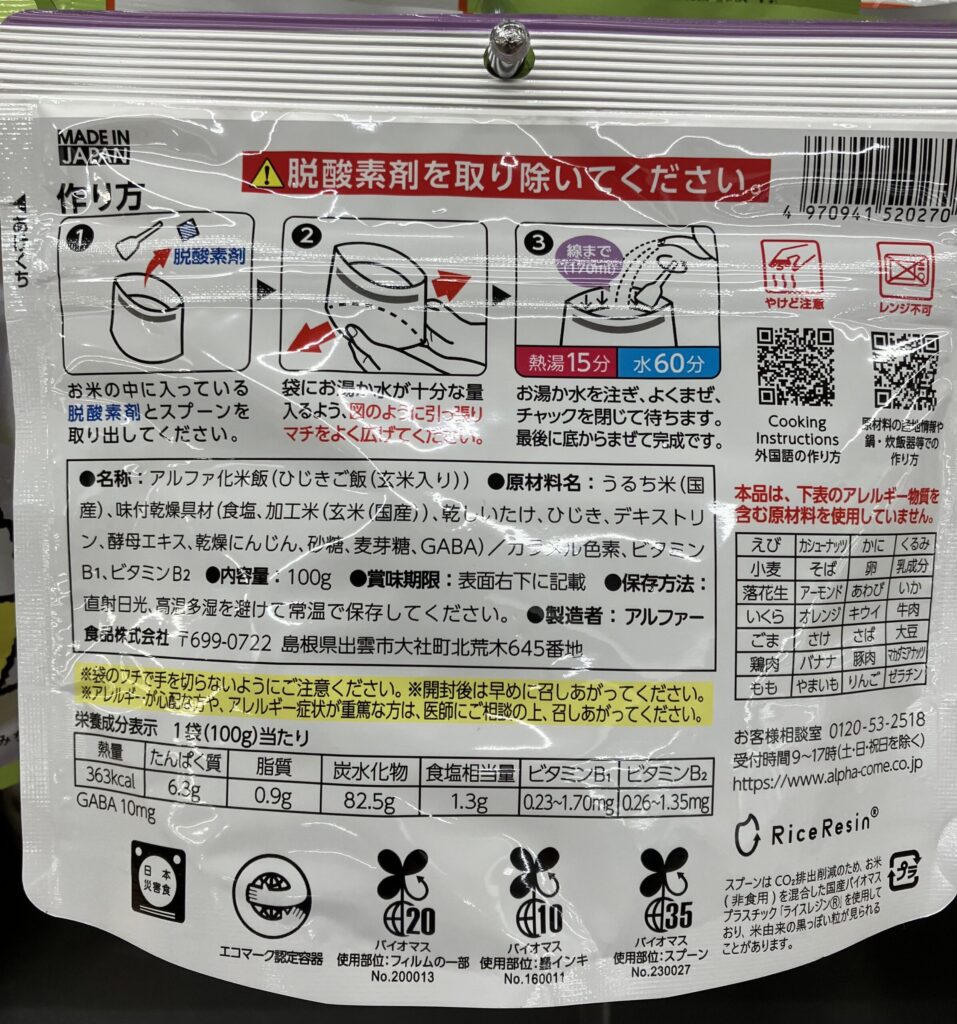 MADE IN
JAPAN
脱酸素剤を取り除いてください。
4 970941 520270
作り方
あけくち
1
脱酸素剤
お米の中に入っている
脱酸素剤とスプーンを
取り出してください。
2
袋にお湯か水が十分な量
入るよう、図のように引っ張り
マチをよく広げてください。
3
線まで
(170ml)
熱湯15分 水60分
お湯か水を注ぎ、よくまぜ、
チャックを閉じて待ちます。
最後に底からまぜて完成です。
やけど注意
レンジ不可
Cooking
Instructions
外国語の作り方
原材料の産地情報や
鍋・炊飯器等での
作り方
●名称：アルファ化米飯（ひじきご飯（玄米入り）） ●原材料名：うるち米（国
産）、味付乾燥具材（食塩、加工米（玄米（国産））、乾しいたけ、ひじき、デキストリ
ン、酵母エキス、乾燥にんじん、砂糖、麦芽糖、GABA）／カラメル色素、ビタミン
B1、ビタミンB2 ●内容量：100g ●賞味期限：表面右下に記載 ●保存方法：
直射日光、高温多湿を避けて常温で保存してください。 ●製造者：アルファー
食品株式会社 〒699-0722 島根県出雲市大社町北荒木645番地
本品は、下表のアレルギー物質を
含む原材料を使用していません。
えび カシューナッツ かに くるみ
小麦 そば 卵 乳成分
落花生 アーモンド あわび いか
いくら オレンジ キウイ 牛肉
ごま さけ さば 大豆
鶏肉 バナナ 豚肉 マカダミアナッツ
もも やまいも りんご ゼラチン
※袋のフチで手を切らないようにご注意ください。※開封後は早めに召しあがってください。
※アレルギーが心配な方や、アレルギー症状が重篤な方は、医師にご相談の上、召しあがってください。
栄養成分表示 1袋(100g)当たり
熱量 たんぱく質 脂質 炭水化物 食塩相当量 ビタミンB1 ビタミンB2
363kcal 6.3g 0.9g 82.5g 1.3g 0.23~1.70mg 0.26~1.35mg
GABA 10mg
お客様相談室 0120-53-2518
受付時間9～17時(土・日・祝日を除く)
https://www.alpha-come.co.jp
RiceResin®
スプーンは CO₂排出削減のため、お米
(非食用)を混合した国産バイオマス
プラスチック「ライスレジン®」を使用して
おり、米由来の黒っぽい粒が見られる
ことがあります。
プラ
日本
災害食
エコマーク認定容器
20
バイオマス
使用部位：フィルムの一部
No.200013
10
バイオマス
使用部位：インキ
No.160011
35
バイオマス
使用部位：スプーン
No.230027